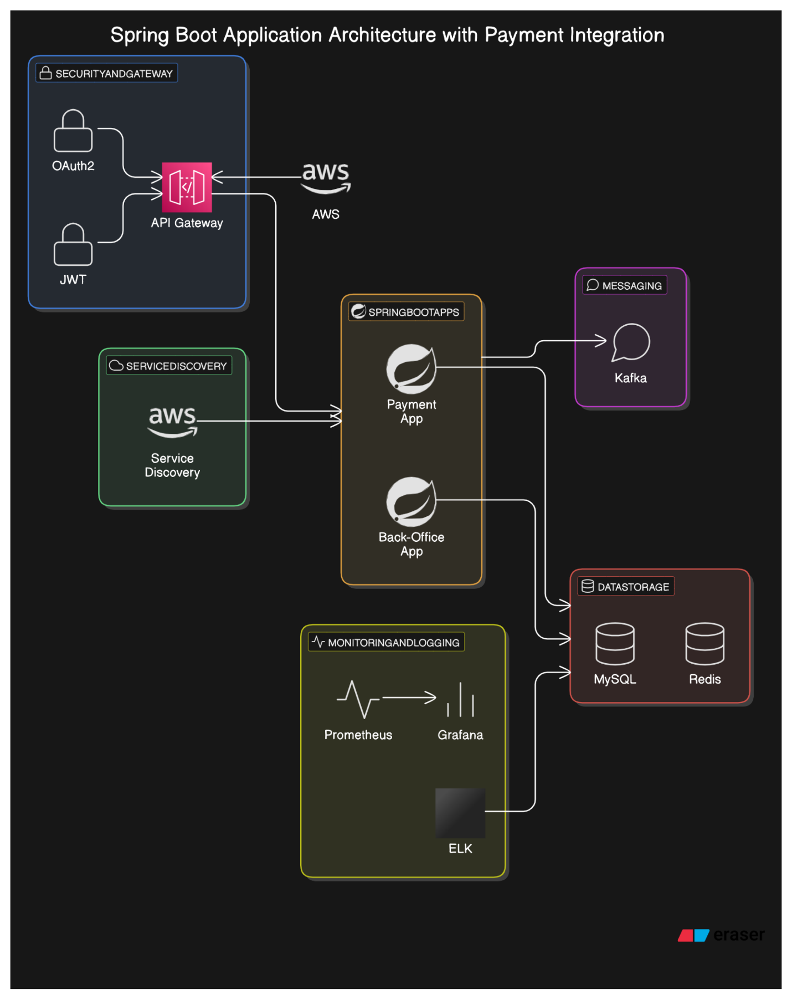 Spring Boot Application Architecture with Payment Integration
SECURITYANDGATEWAY
OAuth2
API Gateway
JWT
aws
AWS
SERVICEDISCOVERY
aws
Service
Discovery
SPRINGBOOTAPPS
Payment
App
Back-Office
App
MESSAGING
Kafka
DATASTORAGE
MySQL
Redis
MONITORINGANDLOGGING
Prometheus
Grafana
ELK
eraser